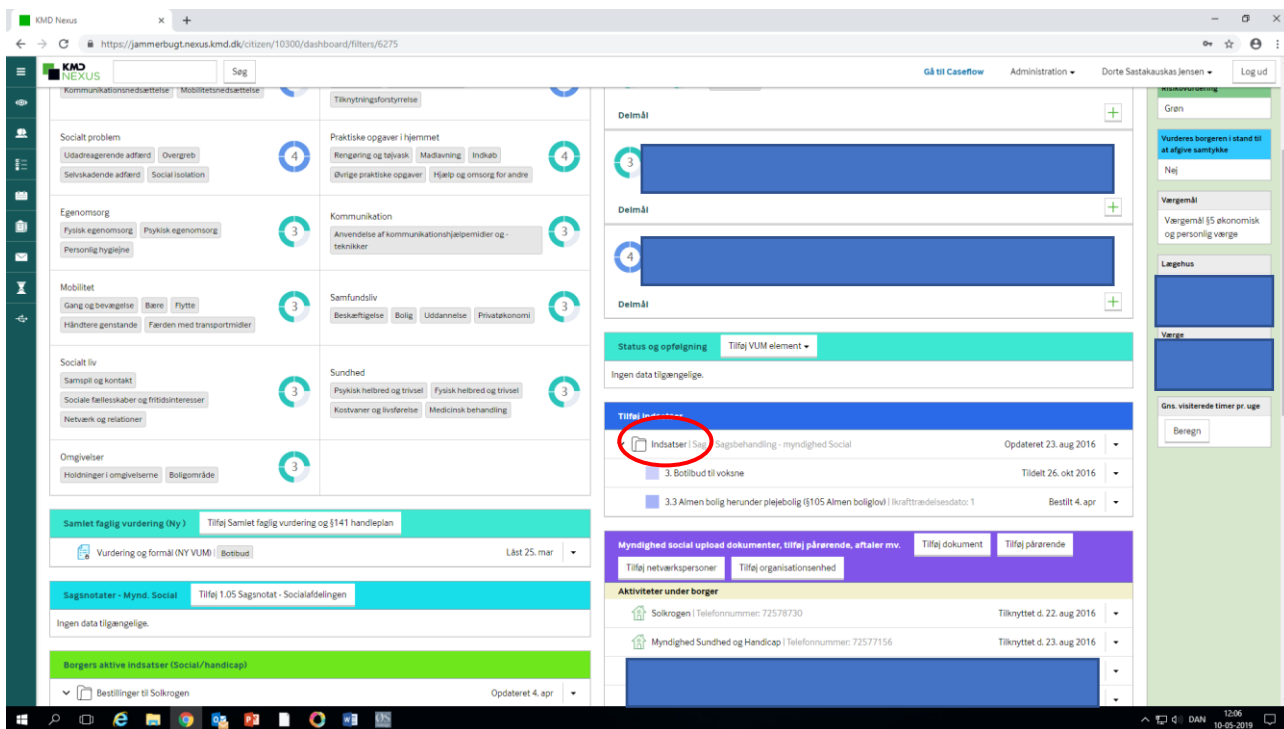 KMD Nexus
https://jammerbugt.nexus.kmd.dk/citizen/10300/dashboard/filters/6275
KMD
NEXUS
Søg
Gå til Caseflow
Administration
Dorte Sastakauskas Jensen
Log ud
Kommunikationsnedsættelse
Mobilitetsnedsættelse
Tilknytningsforstyrrelse
Socialt problem
Udadreagerende adfærd
Overgreb
Selvskadende adfærd
Social isolation
4
Praktiske opgaver i hjemmet
Rengøring og tøjvask
Madlavning
Indkøb
Øvrige praktiske opgaver
Hjælp og omsorg for andre
4
Egenomsorg
Fysisk egenomsorg
Psykisk egenomsorg
Personlig hygiejne
3
Kommunikation
Anvendelse af kommunikationshjælpemidler og -
teknikker
3
Mobilitet
Gang og bevægelse
Bære
Flytte
Håndtere genstande
Færden med transportmidler
3
Samfundsliv
Beskæftigelse
Bolig
Uddannelse
Privatøkonomi
3
Socialt liv
Samspil og kontakt
Sociale fællesskaber og fritidsinteresser
Netværk og relationer
3
Sundhed
Psykisk helbred og trivsel
Fysisk helbred og trivsel
Kostvaner og livsførelse
Medicinsk behandling
3
Omgivelser
Holdninger i omgivelserne
Boligområde
3
Samlet faglig vurdering (Ny )
Tilføj Samlet faglig vurdering og §141 handleplan
Vurdering og formål (NY VUM) | Botibud
Låst 25. mar
Sagsnotater - Mynd. Social
Tilføj 1.05 Sagsnotat - Socialafdelingen
Ingen data tilgængelige.
Borgers aktive indsatser (Social/handicap)
Bestillinger til Solkrogen
Opdateret 4. apr
Delmål
3
Delmål
4
Delmål
Status og opfølgning
Tilføj VUM element
Ingen data tilgængelige.
Tilføj indsatser
Indsatser | Sag Sagsbehandling - myndighed Social
Opdateret 23. aug 2016
3. Botilbud til voksne
Tildelt 26. okt 2016
3.3 Almen bolig herunder plejebolig (§105 Almen boliglov) | Ikrafttrædelsesdato: 1
Bestilt 4. apr
Myndighed social upload dokumenter, tilføj pårørende, aftaler mv.
Tilføj dokument
Tilføj pårørende
Tilføj netværkspersoner
Tilføj organisationsenhed
Aktiviteter under borger
Solkrogen | Telefonnummer: 72578730
Tilknyttet d. 22. aug 2016
Myndighed Sundhed og Handicap | Telefonnummer: 72577156
Tilknyttet d. 23. aug 2016
Risikovurdering
Grøn
Vurderes borgeren i stand til
at afgive samtykke
Nej
Værgemål
Værgemål §5 økonomisk
og personlig værge
Lægehus
Værge
Gns. visiterede timer pr. uge
Beregn
DAN
12:06
10-05-2019